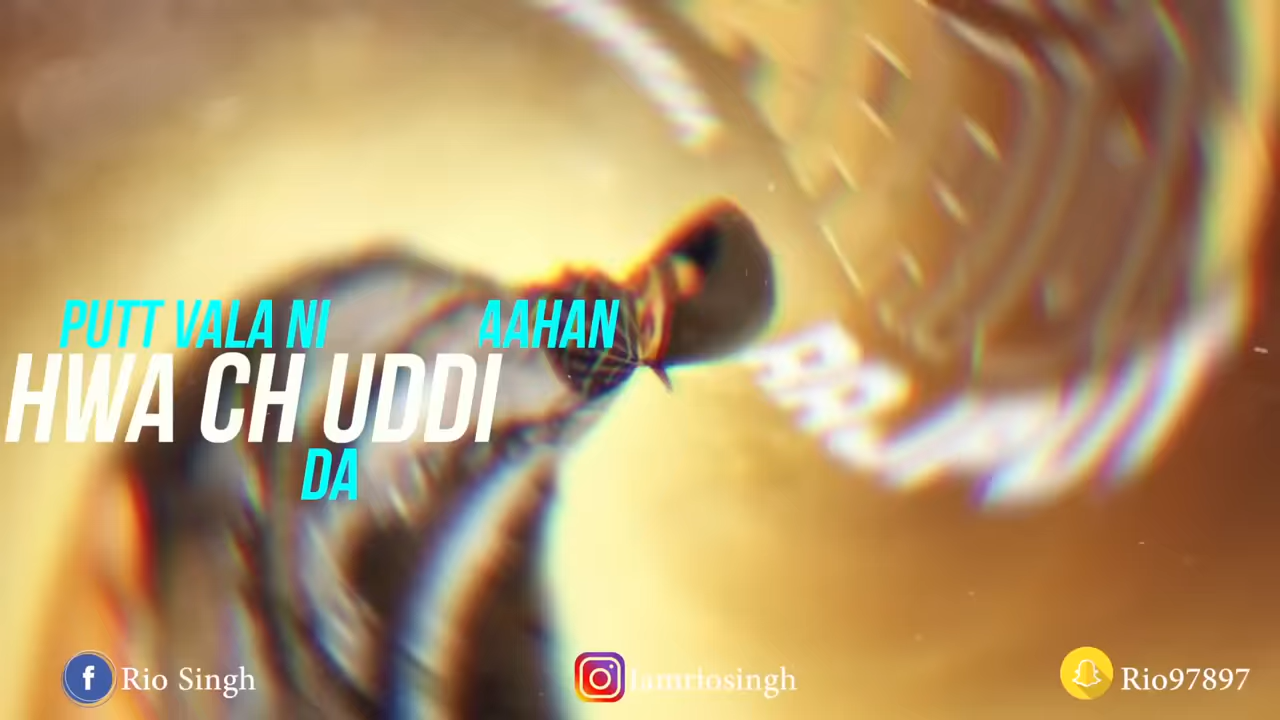 PUTT VALA NI AAHAN
HWA CH UDDI
DA
Rio Singh
Iamriosingh
Rio97897